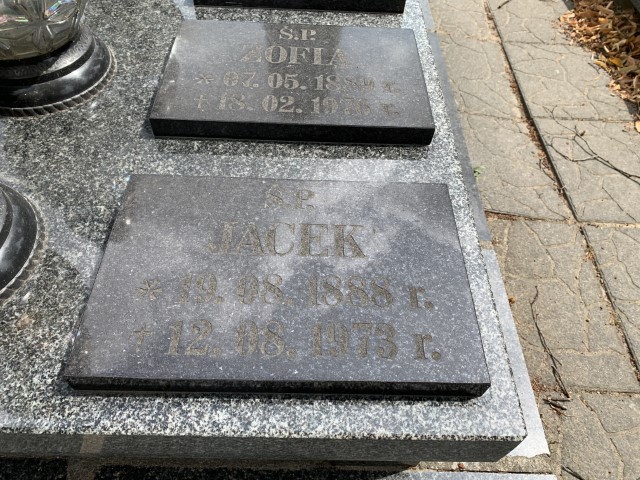 Ś.P.
ZOFIA
* 07. 05. r.
† 18. 02. r.
Ś.P.
JACEK
* 19. 08. 1888 r.
† 12. 08. 1973 r.